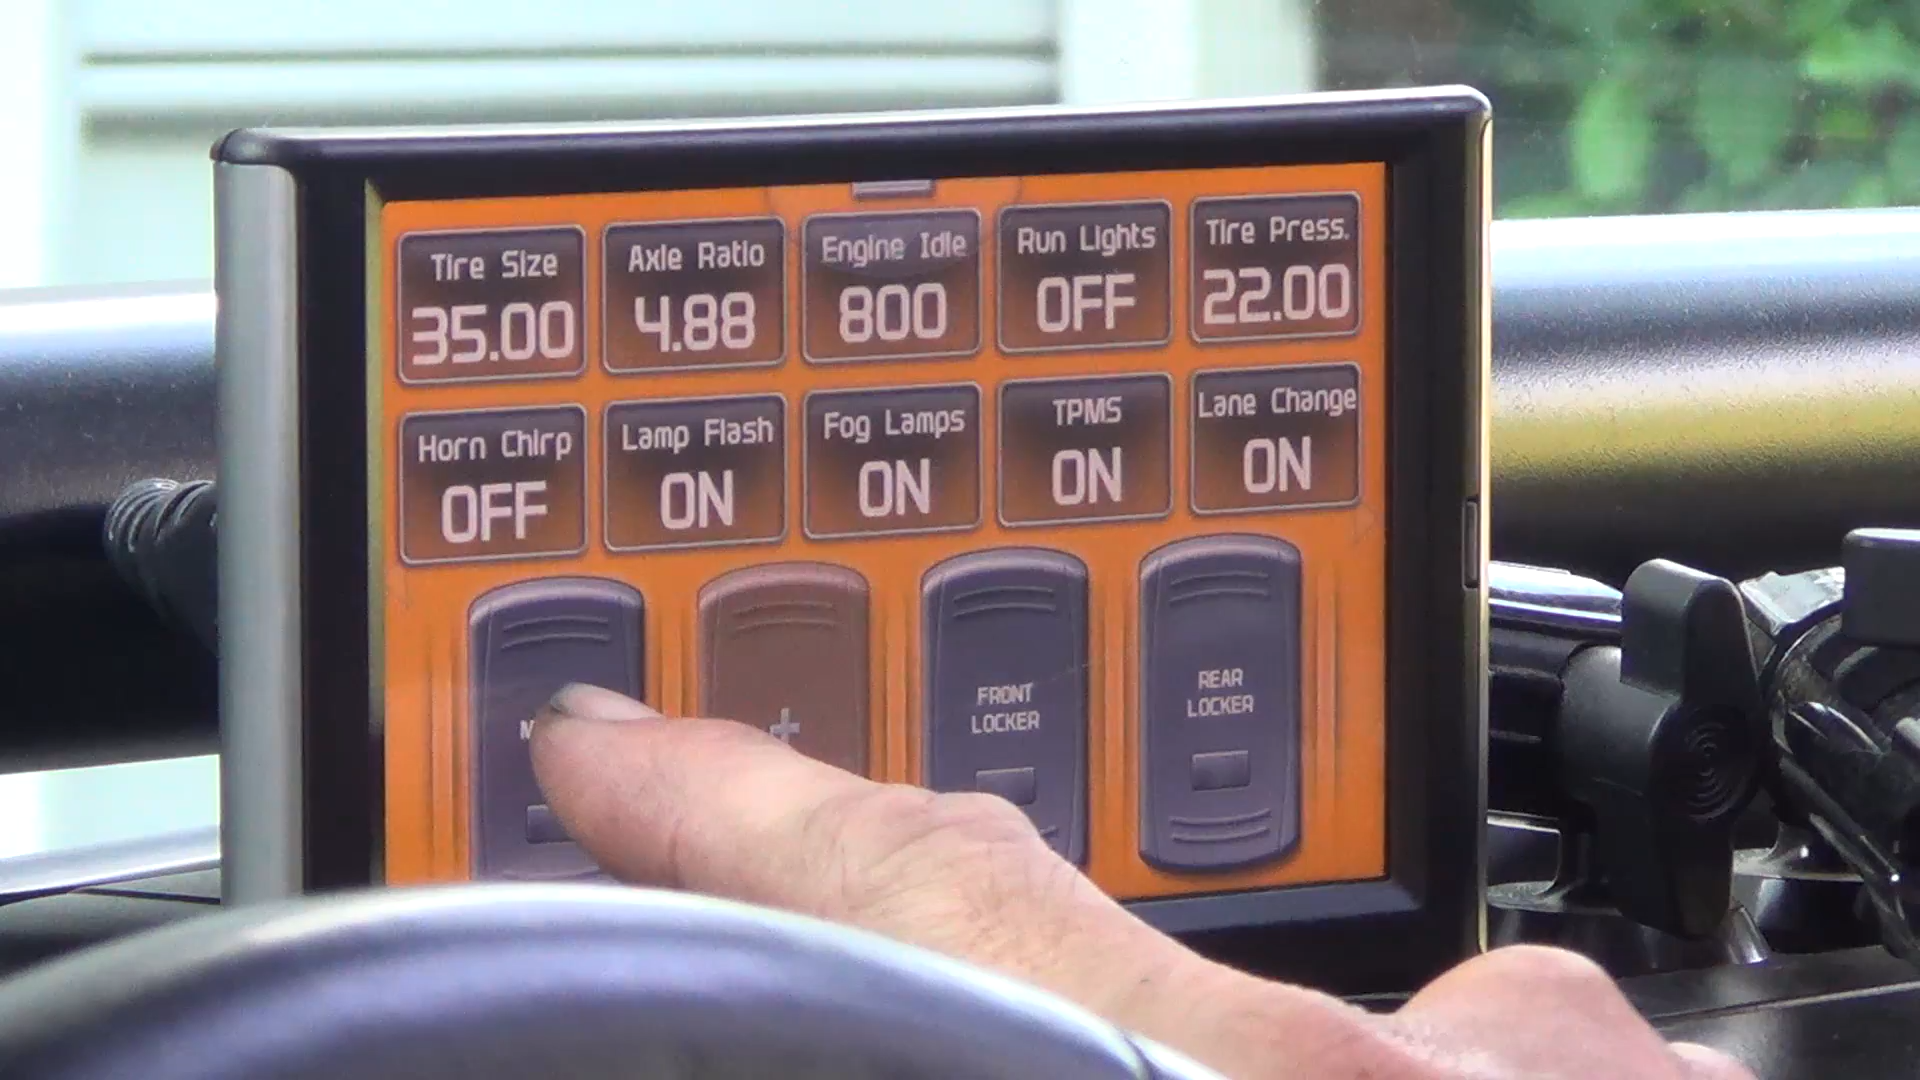 Tire Size
35.00
Axle Ratio
4.88
Engine Idle
800
Run Lights
OFF
Tire Press.
22.00
Horn Chirp
OFF
Lamp Flash
ON
Fog Lamps
ON
TPMS
ON
Lane Change
ON
+
FRONT
LOCKER
REAR
LOCKER